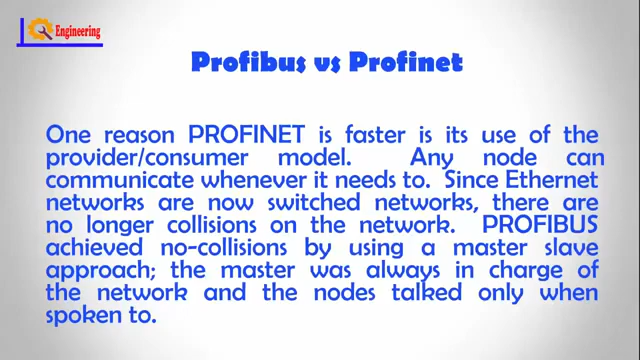 Engineering
Profibus vs Profinet
One reason PROFINET is faster is its use of the
provider/consumer model. Any node can
communicate whenever it needs to. Since Ethernet
networks are now switched networks, there are
no longer collisions on the network. PROFIBUS
achieved no-collisions by using a master slave
approach; the master was always in charge of
the network and the nodes talked only when
spoken to.